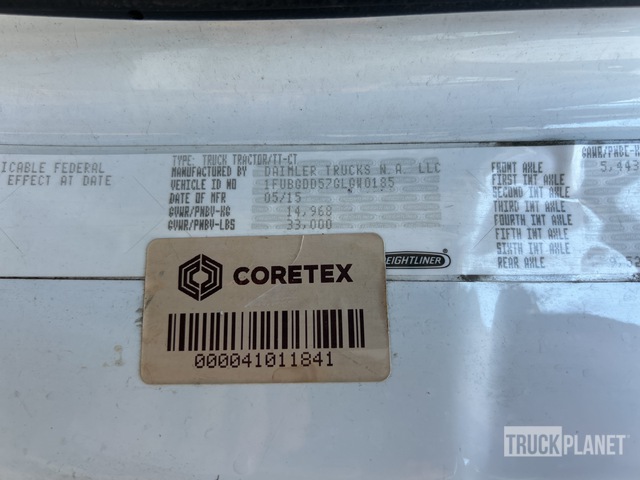 ICABLE FEDERAL
EFFECT AT DATE
TYPE: TRUCK TRACTOR/TT-CT
MANUFACTURED BY DAIMLER TRUCKS N.A. LLC
VEHICLE ID NO 1FUBGDD57GLGW0185
DATE OF MFR 05/15
GVWR/PNBV-KG 14,968
GVWR/PNBV-LBS 33,000
GAWR/PNBE-K
FRONT AXLE 5,443
FIRST INT AXLE
SECOND INT AXLE
THIRD INT AXLE
FOURTH INT AXLE
FIFTH INT AXLE
SIXTH INT AXLE
REAR AXLE
EIGHTLINER
CORETEX
000041011841
TRUCKPLANET